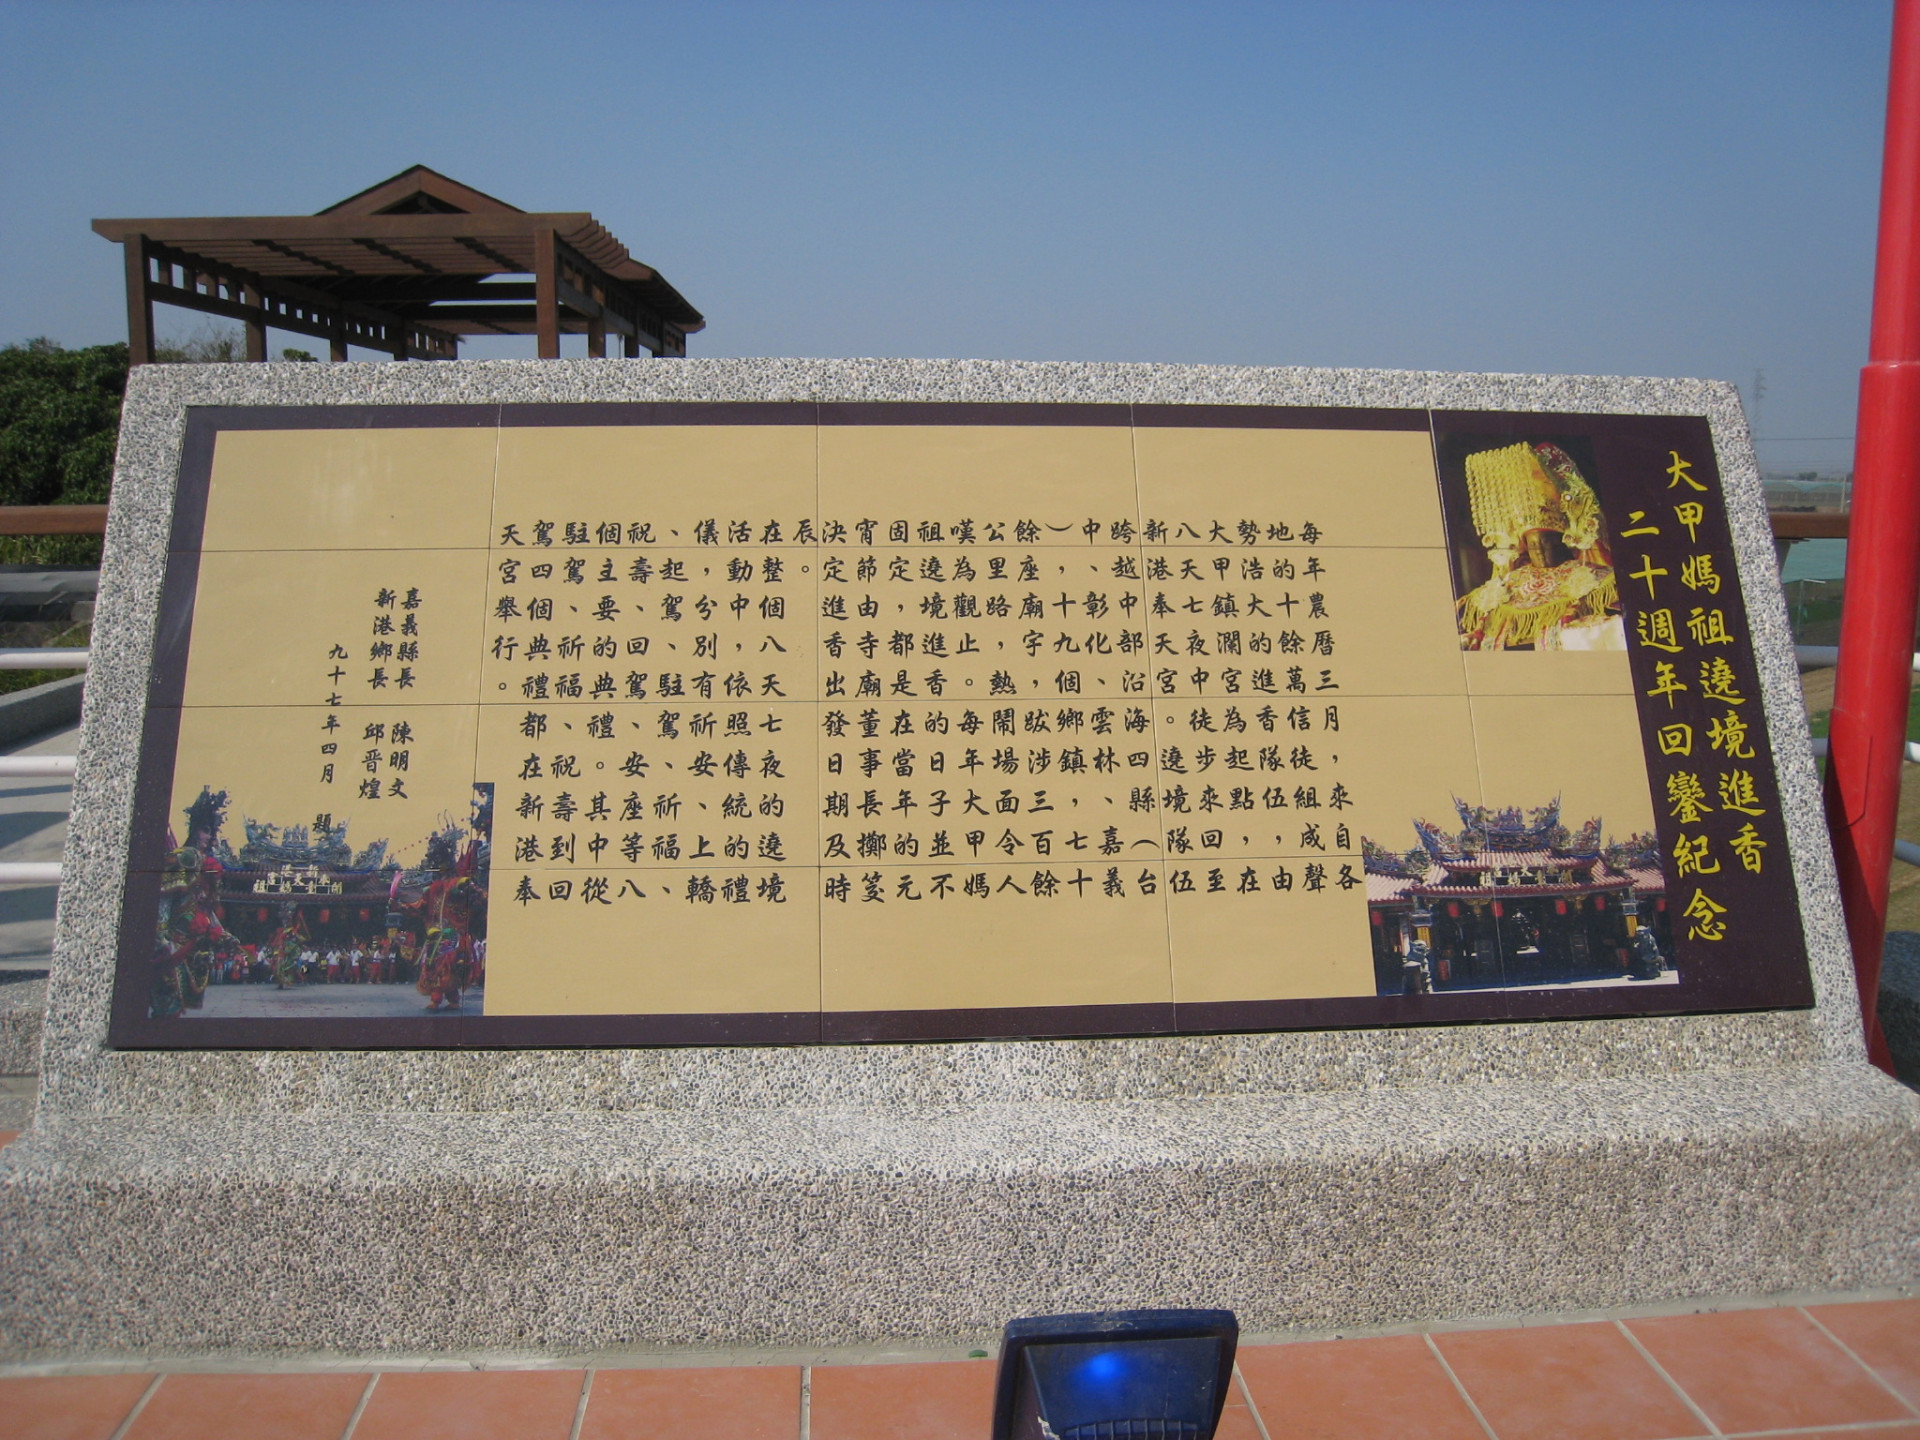 大甲媽祖遶境進香
二十週年回鑾紀念
每年農曆三月，來自各
地的十餘萬信徒組成聲
勢浩大的進香隊伍，由
大甲鎮瀾宮為起點，在
八天七夜中徒步來回至
新港奉天宮。遶境隊伍
跨越中部沿海四縣︵台
中、彰化、雲林、嘉義
︶，十九個鄉鎮，七十
餘座廟宇，跋涉三百餘
公里路，熱鬧場面令人
嘆為觀止。每年大甲媽
祖遶境進香的日子並不
固定，都是在當年的元
宵節由寺廟董事長擲筊
決定進香出發日期及時
辰。
在整個八天七夜的遶境
活動中，依照傳統的禮
儀，分別有祈安、上轎
、起駕、駐駕、祈福、
祝壽、回駕、安座等八
個主要的典禮。其中從
駐駕、祈福、祝壽到回
駕四個典禮都在新港奉
天宮舉行。
嘉義縣長 陳明文
新港鄉長 邱晉煌 題
九十七年四月